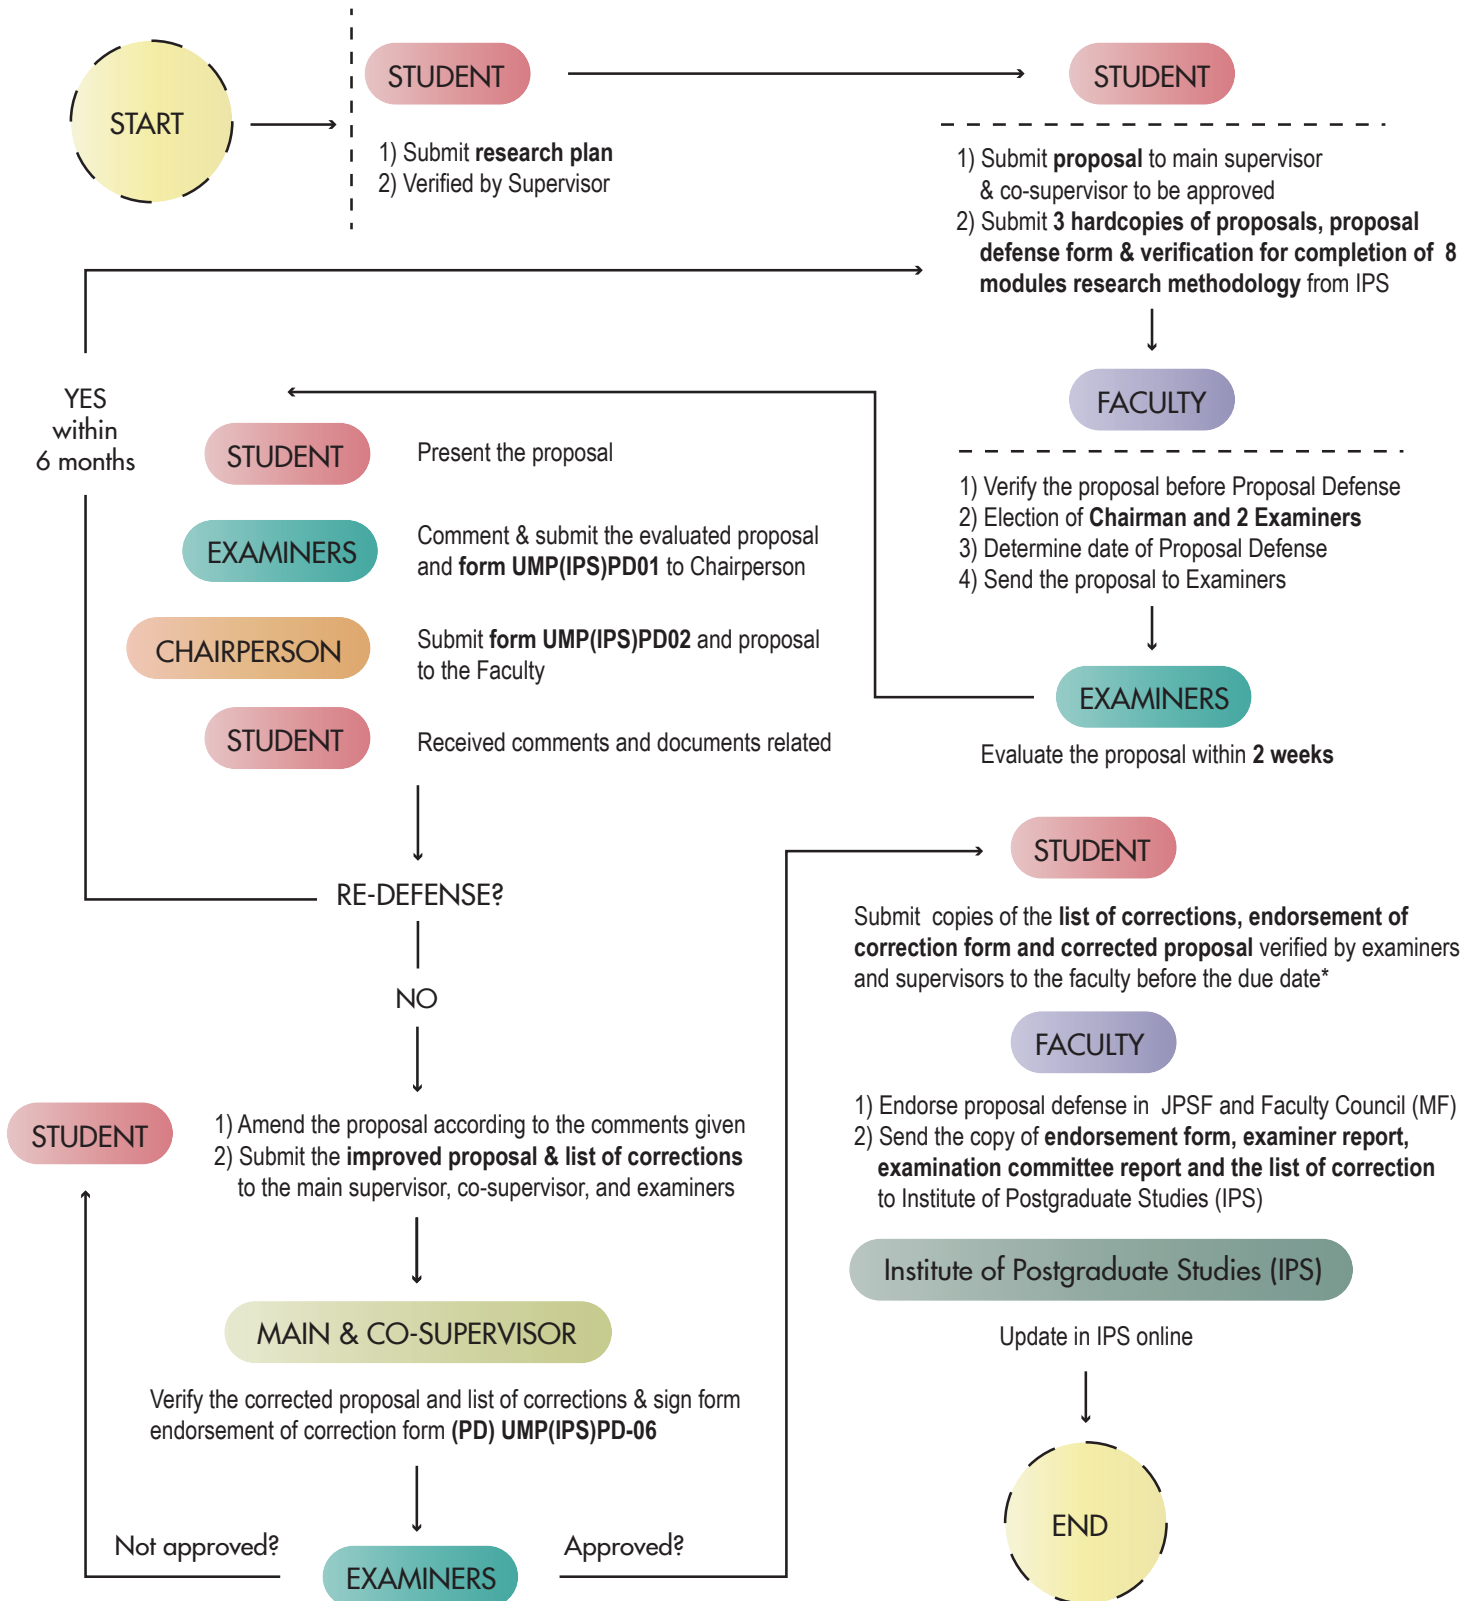 START
STUDENT
1) Submit research plan
2) Verified by Supervisor
STUDENT
1) Submit proposal to main supervisor
& co-supervisor to be approved
2) Submit 3 hardcopies of proposals, proposal
defense form & verification for completion of 8
modules research methodology from IPS
FACULTY
1) Verify the proposal before Proposal Defense
2) Election of Chairman and 2 Examiners
3) Determine date of Proposal Defense
4) Send the proposal to Examiners
EXAMINERS
Evaluate the proposal within 2 weeks
STUDENT
Present the proposal
EXAMINERS
Comment & submit the evaluated proposal
and form UMP(IPS)PD01 to Chairperson
CHAIRPERSON
Submit form UMP(IPS)PD02 and proposal
to the Faculty
STUDENT
Received comments and documents related
RE-DEFENSE?
YES
within
6 months
NO
STUDENT
1) Amend the proposal according to the comments given
2) Submit the improved proposal & list of corrections
to the main supervisor, co-supervisor, and examiners
MAIN & CO-SUPERVISOR
Verify the corrected proposal and list of corrections & sign form
endorsement of correction form (PD) UMP(IPS)PD-06
Not approved?
EXAMINERS
Approved?
STUDENT
Submit copies of the list of corrections, endorsement of
correction form and corrected proposal verified by examiners
and supervisors to the faculty before the due date*
FACULTY
1) Endorse proposal defense in JPSF and Faculty Council (MF)
2) Send the copy of endorsement form, examiner report,
examination committee report and the list of correction
to Institute of Postgraduate Studies (IPS)
Institute of Postgraduate Studies (IPS)
Update in IPS online
END